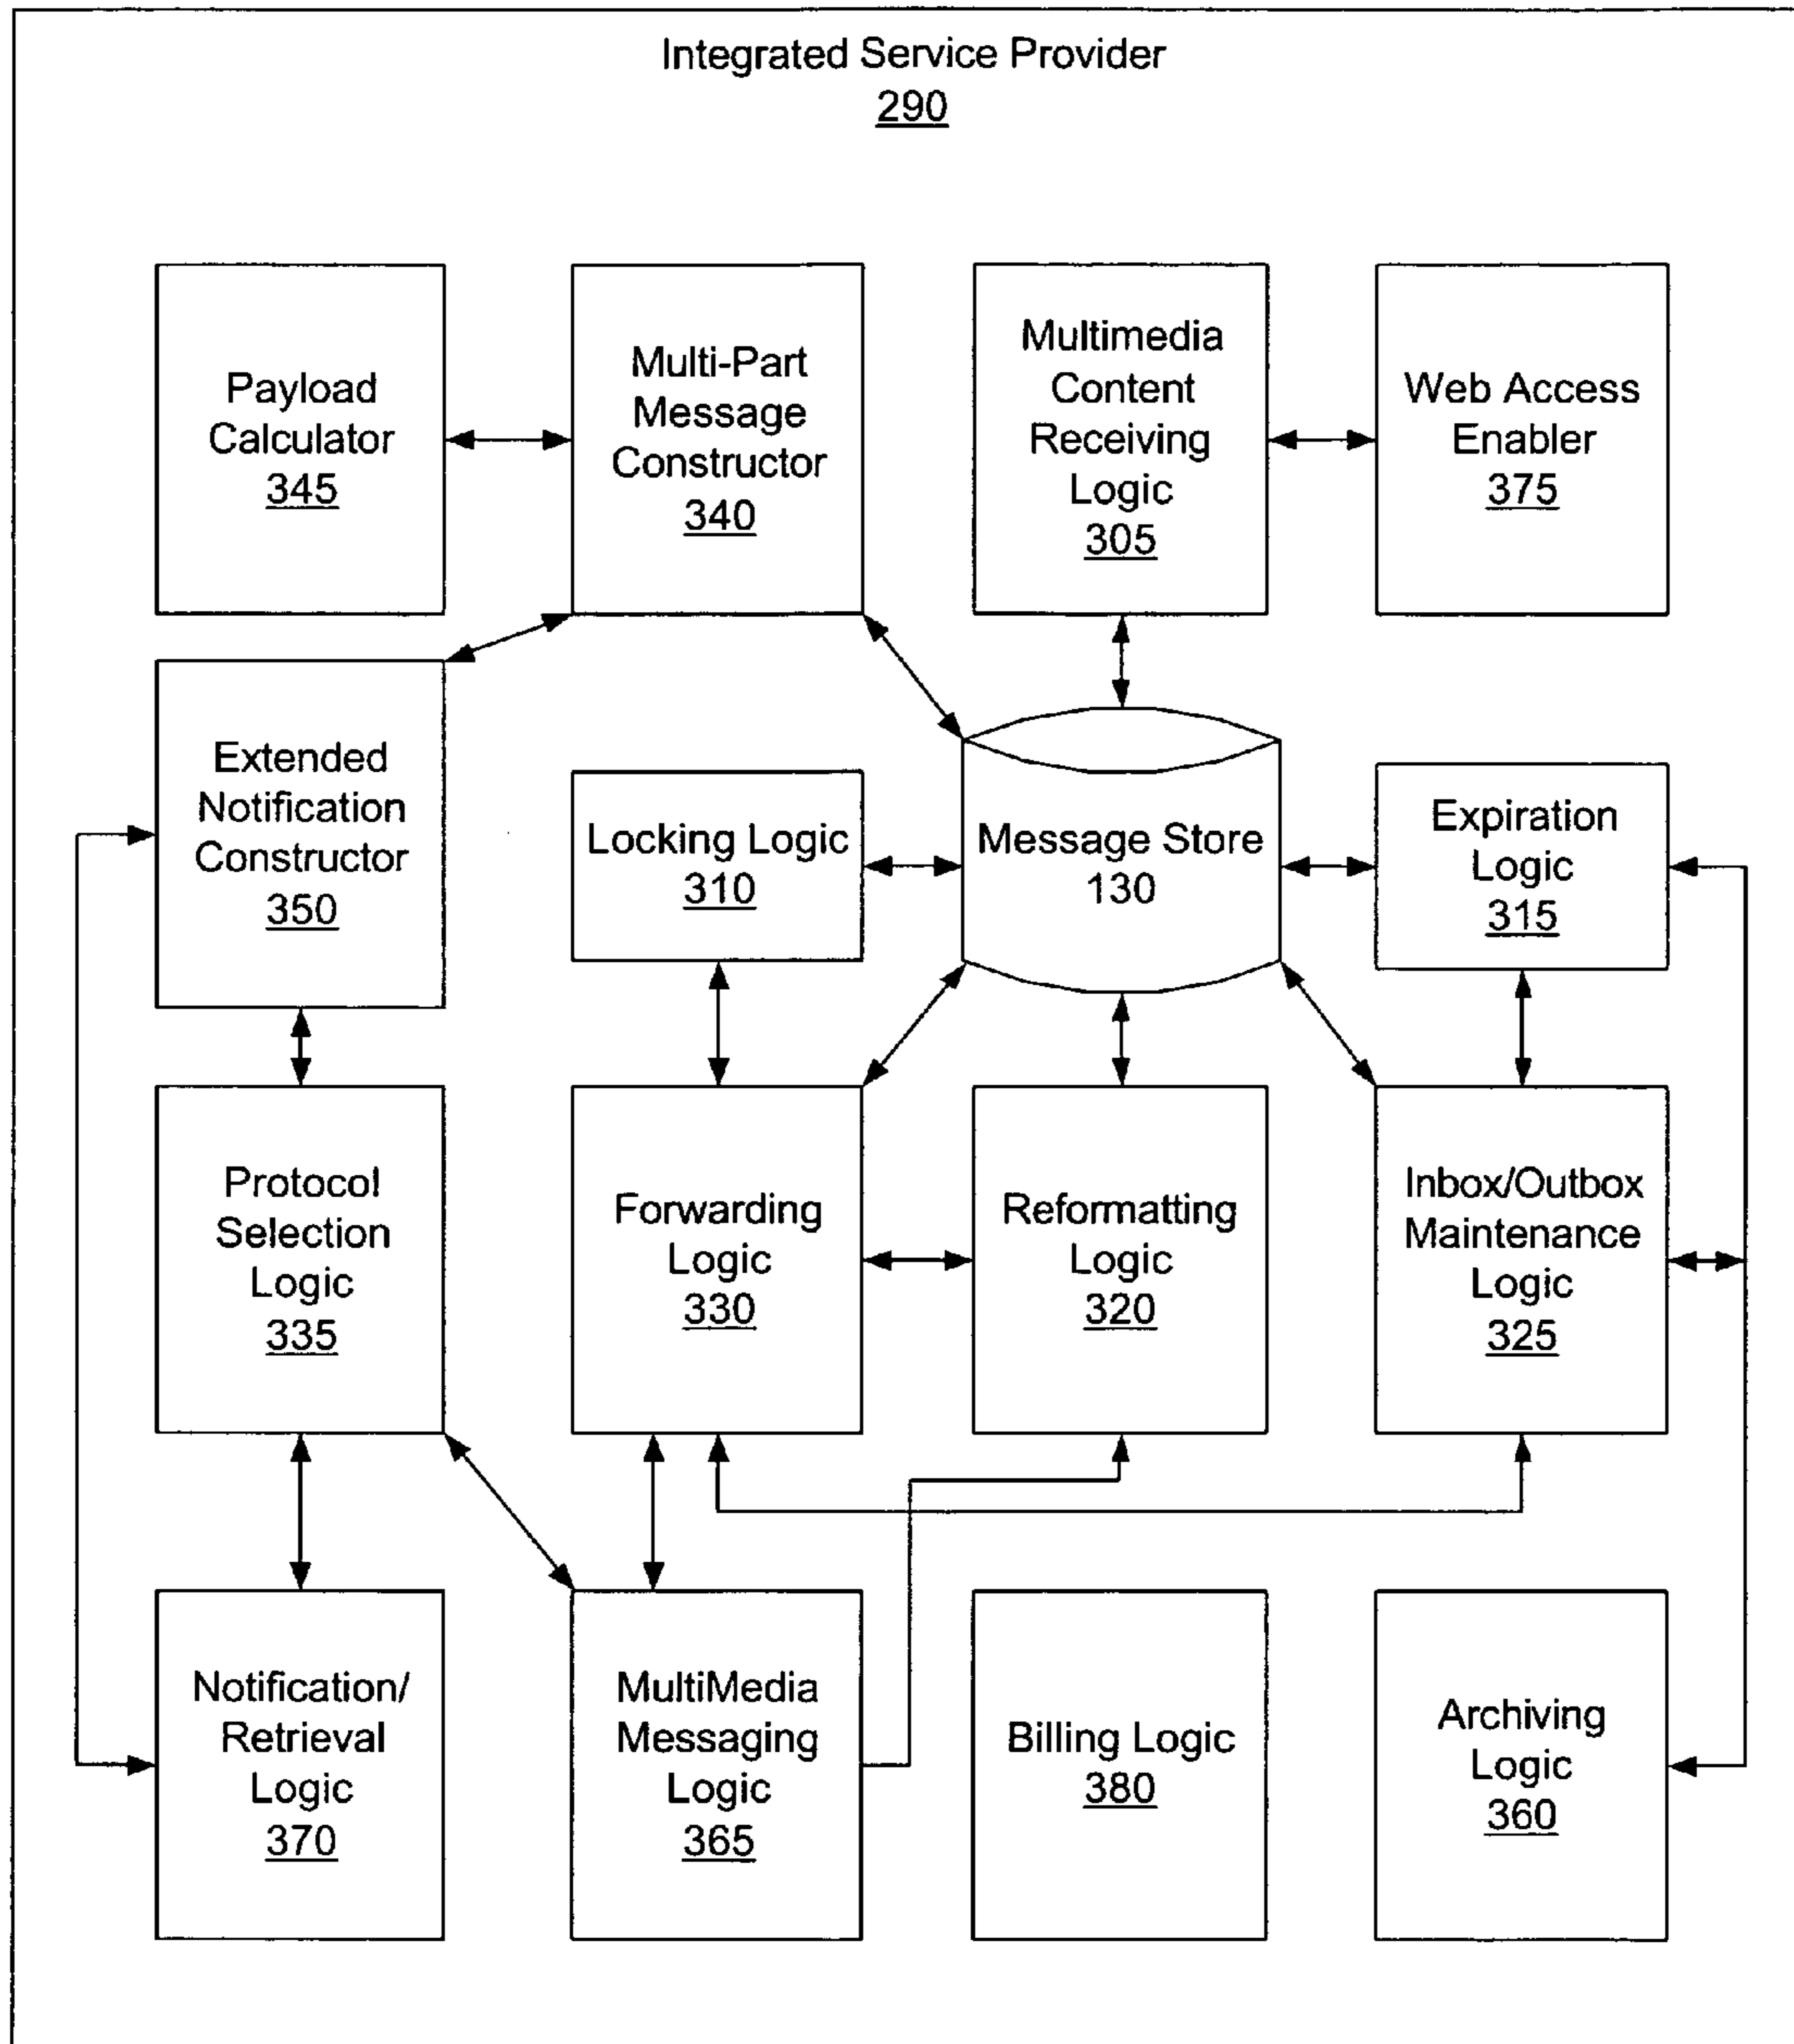 Integrated Service Provider
290
Payload
Calculator
345
Multi-Part
Message
Constructor
340
Multimedia
Content
Receiving
Logic
305
Web Access
Enabler
375
Extended
Notification
Constructor
350
Locking Logic
310
Message Store
130
Expiration
Logic
315
Protocol
Selection
Logic
335
Forwarding
Logic
330
Reformatting
Logic
320
Inbox/Outbox
Maintenance
Logic
325
Notification/
Retrieval
Logic
370
MultiMedia
Messaging
Logic
365
Billing Logic
380
Archiving
Logic
360